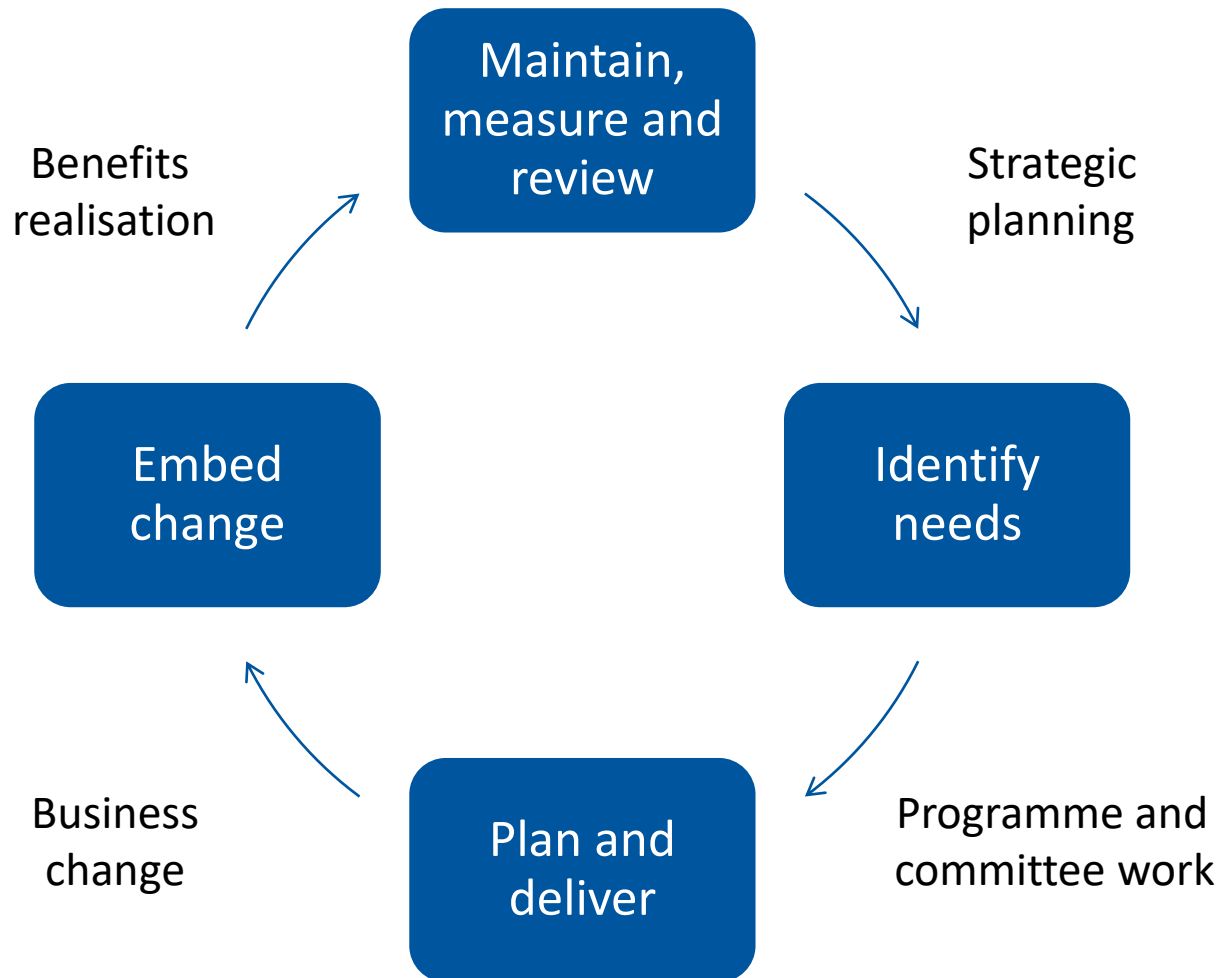 Maintain,
measure and
review
Benefits
realisation
Strategic
planning
Embed
change
Identify
needs
Business
change
Plan and
deliver
Programme and
committee work